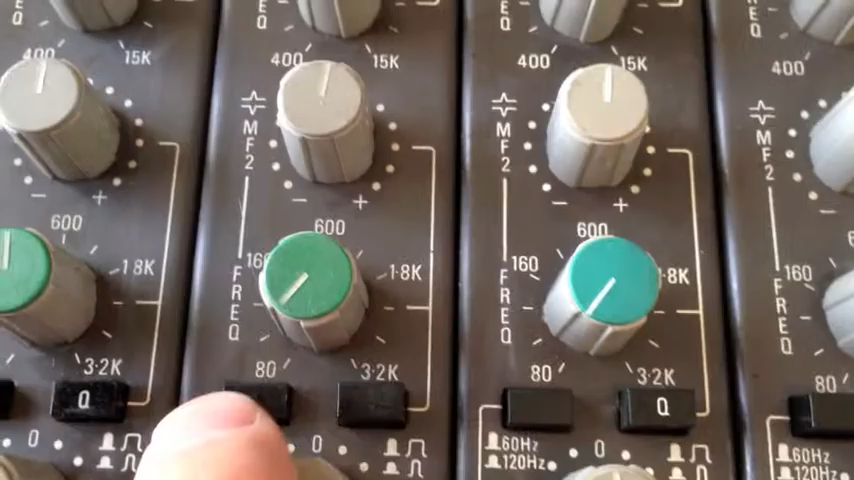 Q
Q
Q
Q
400 15K
400 15K
400 15K
400
MF2
MF2
MF2
− +
− +
− +
−
600
600
600
1·8K
160 1·8K
160 1·8K
160
FREQ
FREQ
FREQ
3·2K
80 3·2K
80 3·2K
80
Q
Q
0
0
60Hz 0
120Hz
60Hz
120Hz